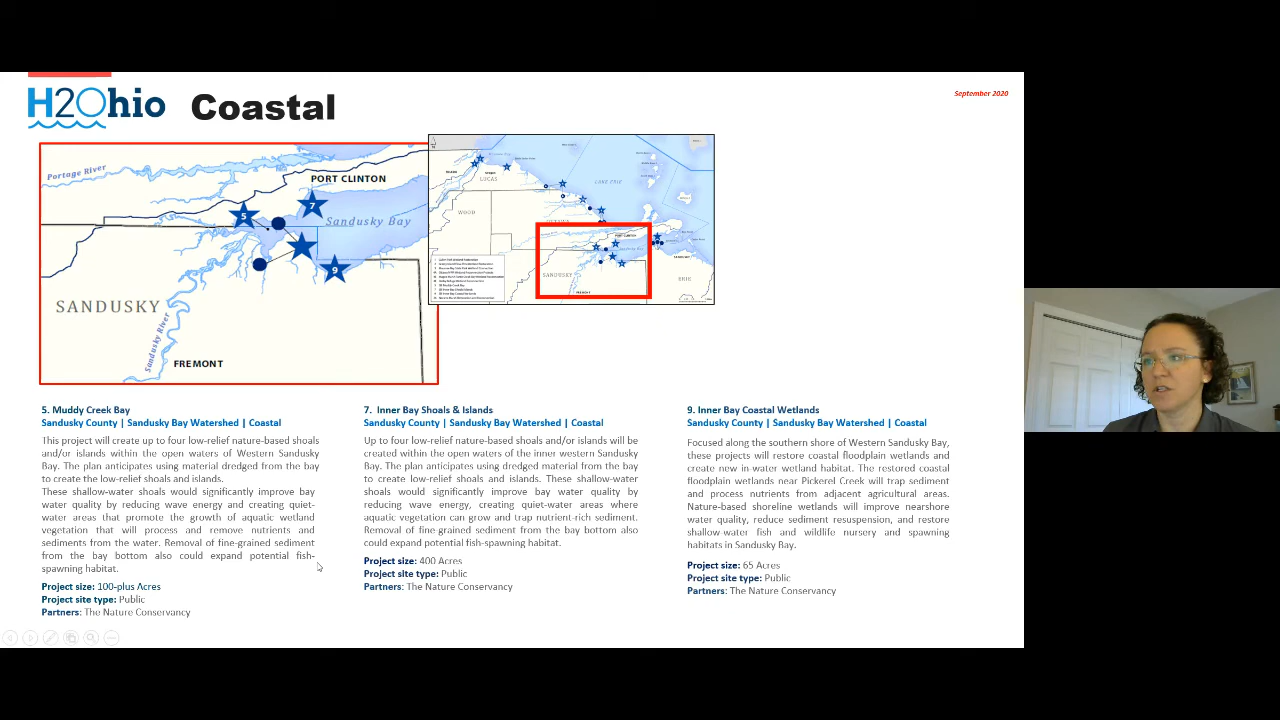 H2Ohio
Coastal
September 2020
Portage River
PORT CLINTON
5
7
Sandusky Bay
9
SANDUSKY
Sandusky River
FREMONT
LUCAS
WOOD
LAKE ERIE
OTTAWA
PORT CLINTON
SANDUSKY
ERIE
5. Muddy Creek Bay
Sandusky County | Sandusky Bay Watershed | Coastal
This project will create up to four low-relief nature-based shoals
and/or islands within the open waters of Western Sandusky
Bay. The plan anticipates using material dredged from the bay
to create the low-relief shoals and islands.
These shallow-water shoals would significantly improve bay
water quality by reducing wave energy and creating quiet-
water areas that promote the growth of aquatic wetland
vegetation that will process and remove nutrients and
sediments from the water. Removal of fine-grained sediment
from the bay bottom also could expand potential fish-
spawning habitat.
Project size: 100-plus Acres
Project site type: Public
Partners: The Nature Conservancy
7. Inner Bay Shoals & Islands
Sandusky County | Sandusky Bay Watershed | Coastal
Up to four low-relief nature-based shoals and/or islands will be
created within the open waters of the inner western Sandusky
Bay. The plan anticipates using dredged material from the bay
to create low-relief shoals and islands. These shallow-water
shoals would significantly improve bay water quality by
reducing wave energy, creating quiet-water areas where
aquatic vegetation can grow and trap nutrient-rich sediment.
Removal of fine-grained sediment from the bay bottom also
could expand potential fish-spawning habitat.
Project size: 400 Acres
Project site type: Public
Partners: The Nature Conservancy
9. Inner Bay Coastal Wetlands
Sandusky County | Sandusky Bay Watershed | Coastal
Focused along the southern shore of Western Sandusky Bay,
these projects will restore coastal floodplain wetlands and
create new in-water wetland habitat. The restored coastal
floodplain wetlands near Pickerel Creek will trap sediment
and process nutrients from adjacent agricultural areas.
Nature-based shoreline wetlands will improve nearshore
water quality, reduce sediment resuspension, and restore
shallow-water fish and wildlife nursery and spawning
habitats in Sandusky Bay.
Project size: 65 Acres
Project site type: Public
Partners: The Nature Conservancy